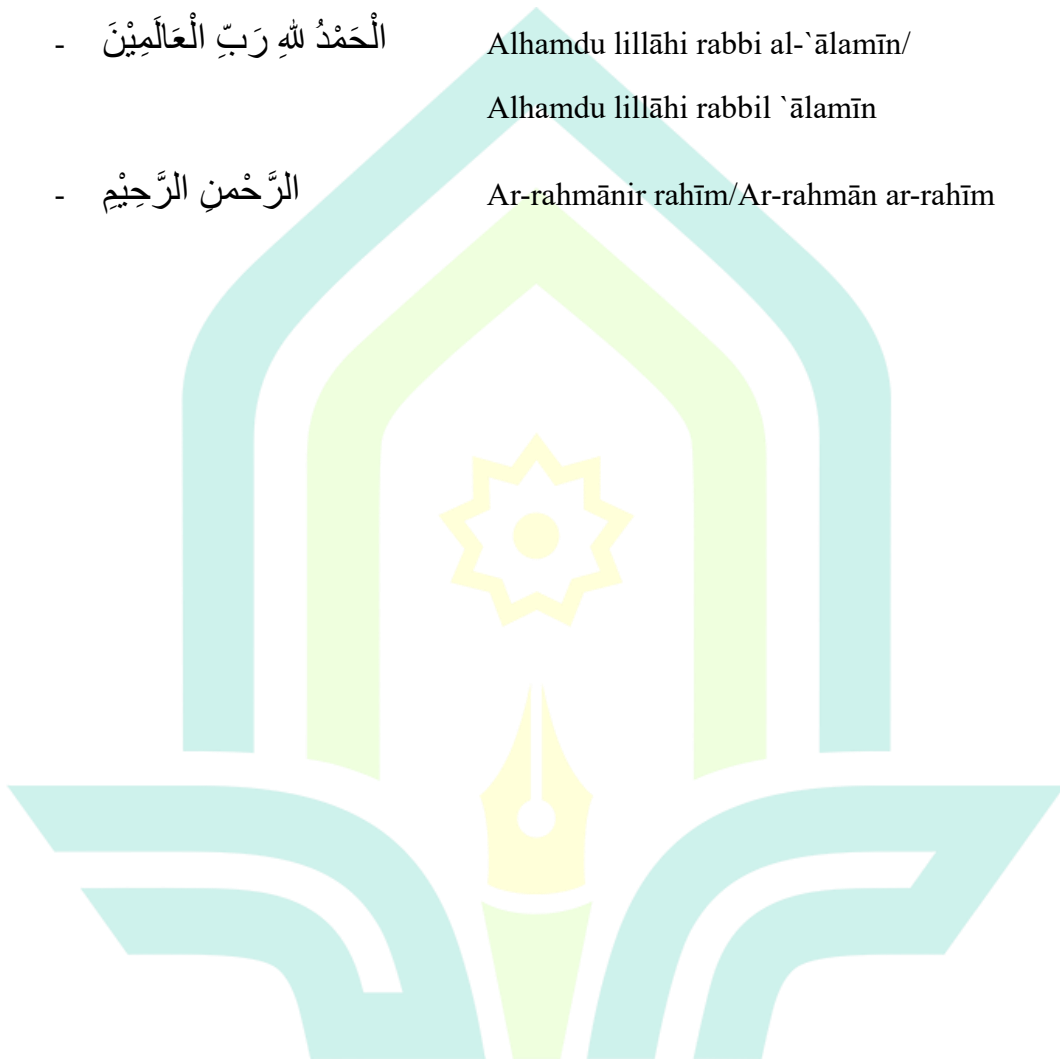 - الْحَمْدُ للهِ رَبِّ الْعَالَمِيْنَ Alhamdu lillāhi rabbi al-`ālamīn/
Alhamdu lillāhi rabbil `ālamīn
- الرَّحْمنِ الرَّحِيْمِ Ar-rahmānir rahīm/Ar-rahmān ar-rahīm